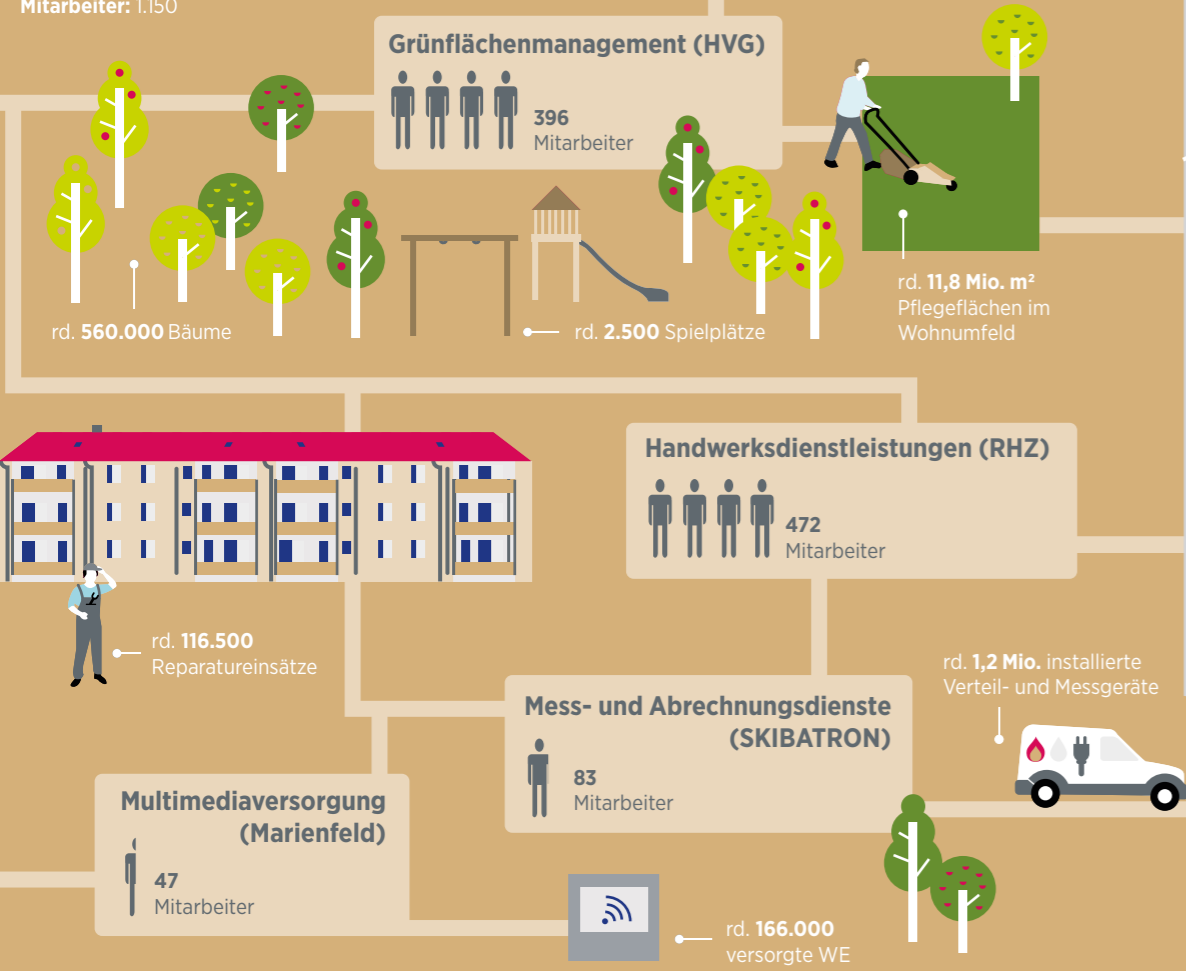 Mitarbeiter: 1.150
Grünflächenmanagement (HVG)
396
Mitarbeiter
rd. 560.000 Bäume
rd. 2.500 Spielplätze
rd. 11,8 Mio. m²
Pflegeflächen im
Wohnumfeld
Handwerksdienstleistungen (RHZ)
472
Mitarbeiter
rd. 116.500
Reparatureinsätze
rd. 1,2 Mio. installierte
Verteil- und Messgeräte
Mess- und Abrechnungsdienste
(SKIBATRON)
83
Mitarbeiter
Multimediaversorgung
(Marienfeld)
47
Mitarbeiter
rd. 166.000
versorgte WE